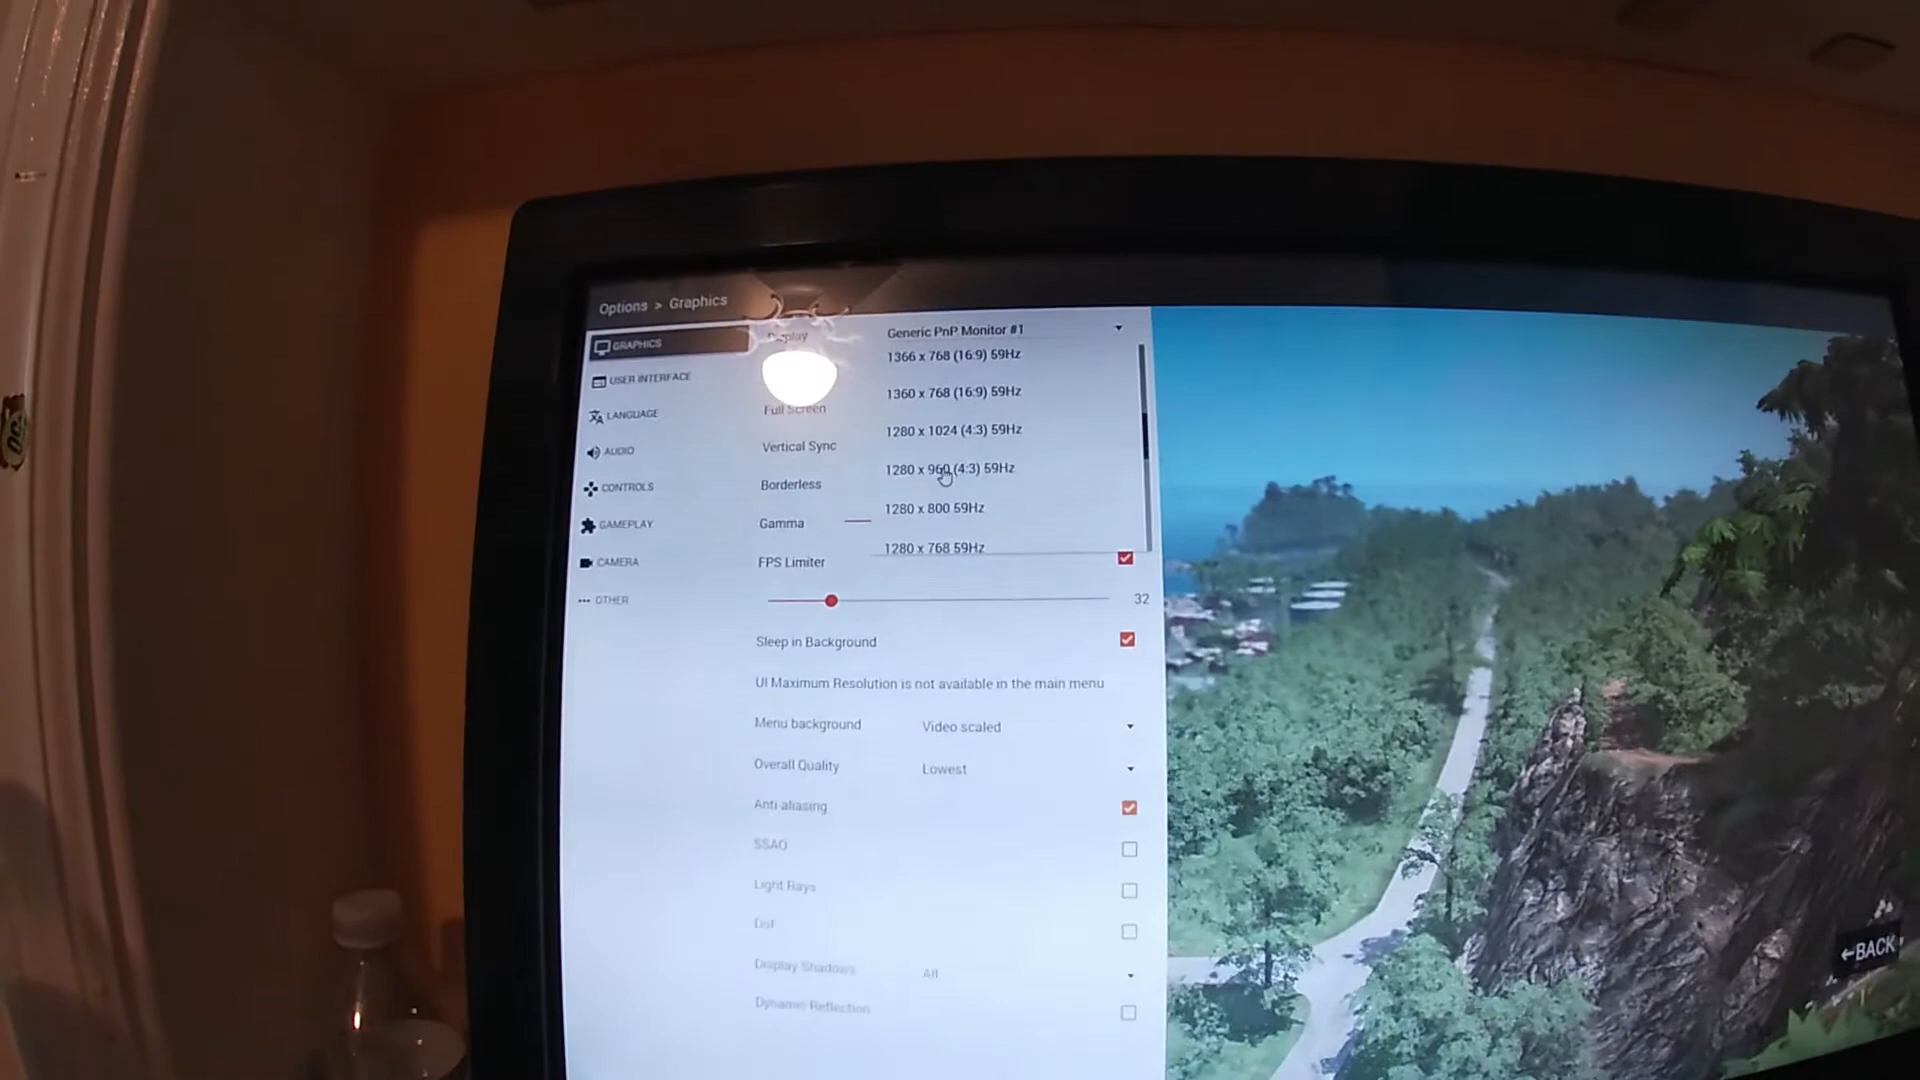 Options > Graphics
GRAPHICS
USER INTERFACE
LANGUAGE
AUDIO
CONTROLS
GAMEPLAY
CAMERA
OTHER
Display
Generic PnP Monitor #1
1366 x 768 (16:9) 59Hz
1360 x 768 (16:9) 59Hz
Full Screen
1280 x 1024 (4:3) 59Hz
Vertical Sync
1280 x 960 (4:3) 59Hz
Borderless
1280 x 800 59Hz
Gamma
1280 x 768 59Hz
FPS Limiter
32
Sleep in Background
UI Maximum Resolution is not available in the main menu
Menu background
Video scaled
Overall Quality
Lowest
Anti-aliasing
SSAO
Light Rays
DoF
Display Shadows
All
Dynamic Reflection
←BACK